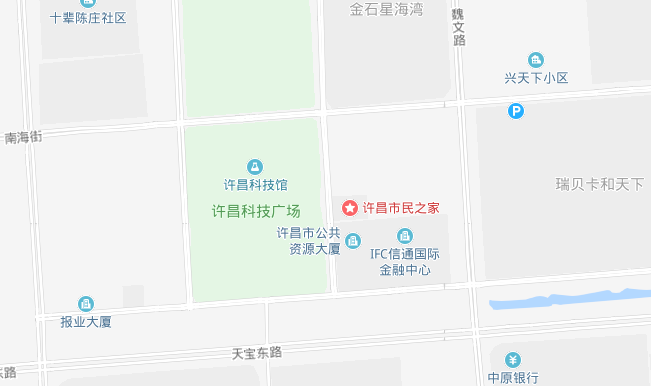 十辈陈庄社区
金石星海湾
魏文路
兴天下小区
P
南海街
许昌科技馆
瑞贝卡和天下
许昌科技广场
许昌市民之家
许昌市公共
资源大厦
IFC信通国际
金融中心
报业大厦
天宝东路
东路
¥
中原银行